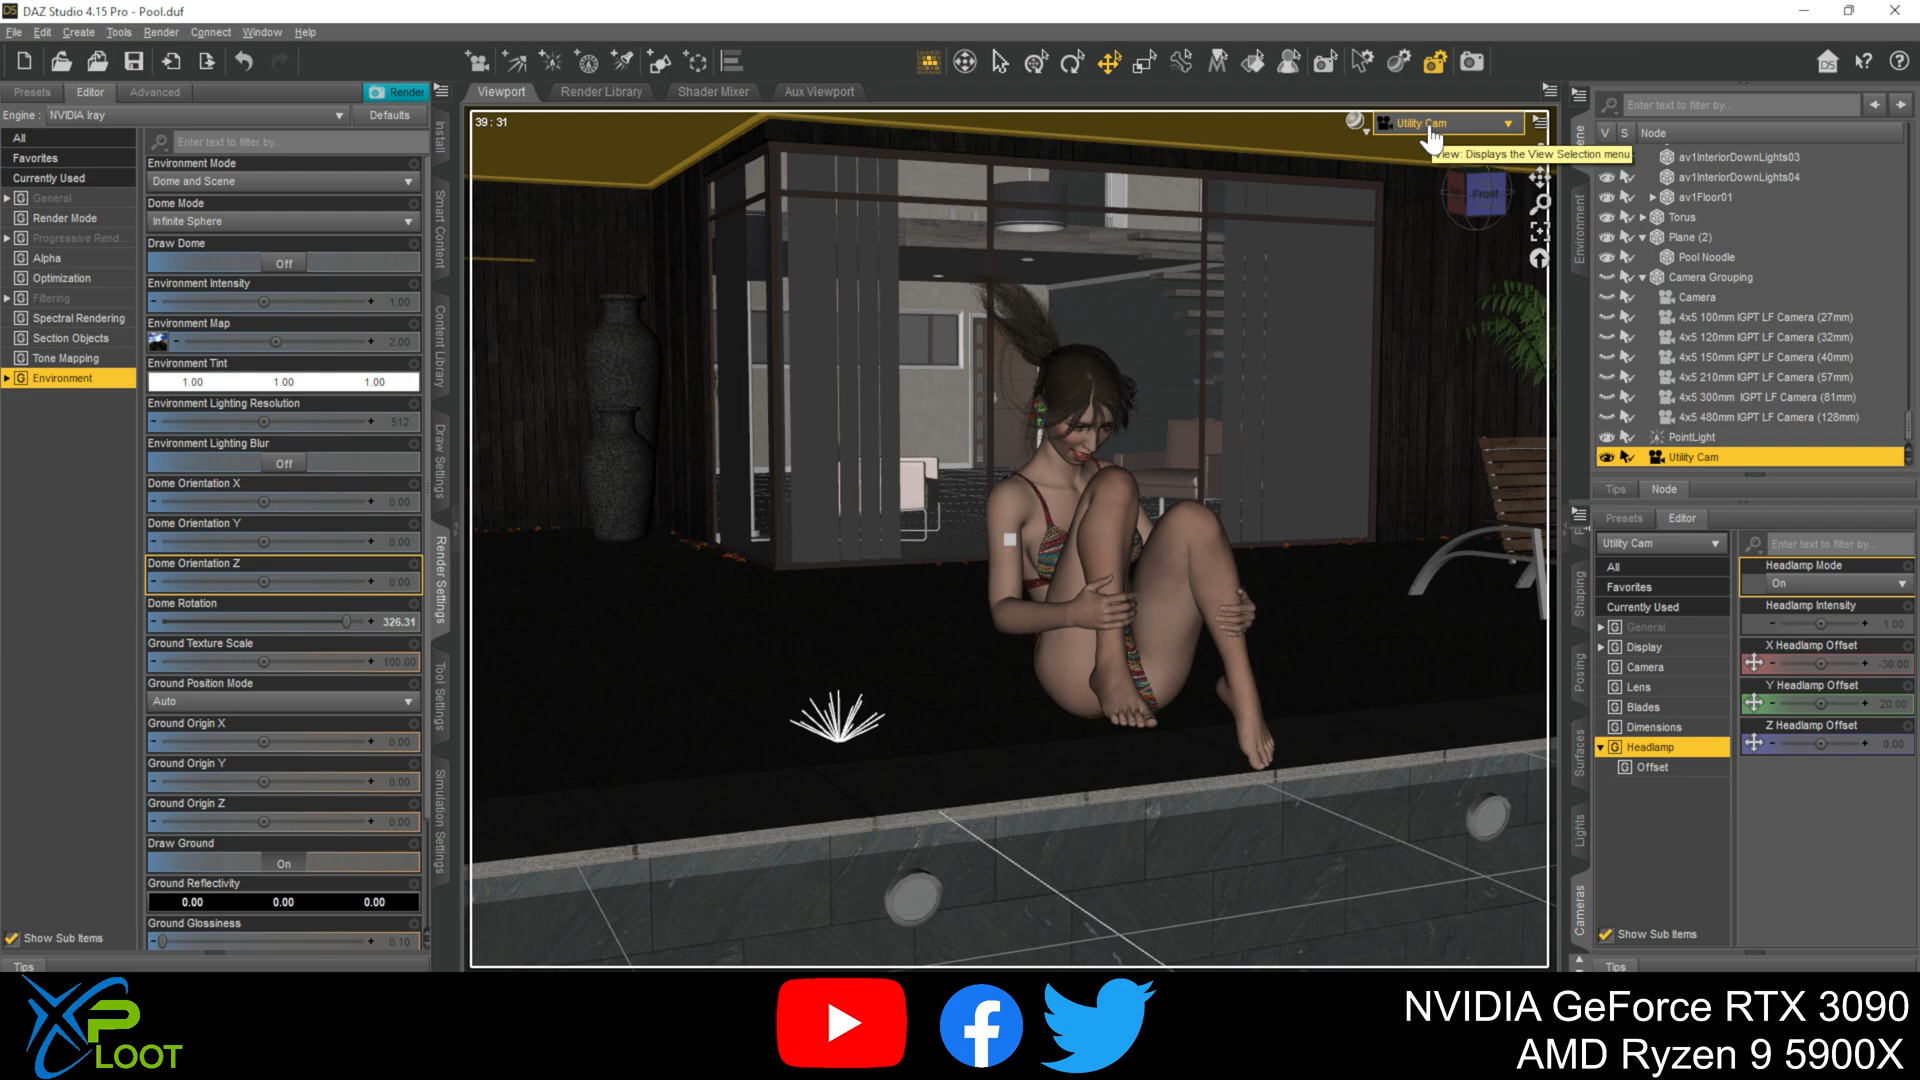 DAZ Studio 4.15 Pro - Pool.duf
File Edit Create Tools Render Connect Window Help
Presets Editor Advanced Render
Engine : NVIDIA Iray Defaults
All
Favorites
Currently Used
General
Render Mode
Progressive Rend...
Alpha
Optimization
Filtering
Spectral Rendering
Section Objects
Tone Mapping
Environment
Show Sub Items
Tips
Enter text to filter by...
Environment Mode
Dome and Scene
Dome Mode
Infinite Sphere
Draw Dome
Off
Environment Intensity
1.00
Environment Map
2.00
Environment Tint
1.00 1.00 1.00
Environment Lighting Resolution
512
Environment Lighting Blur
Off
Dome Orientation X
0.00
Dome Orientation Y
0.00
Dome Orientation Z
0.00
Dome Rotation
326.31
Ground Texture Scale
100.00
Ground Position Mode
Auto
Ground Origin X
0.00
Ground Origin Y
0.00
Ground Origin Z
0.00
Draw Ground
On
Ground Reflectivity
0.00 0.00 0.00
Ground Glossiness
0.10
Install
Smart Content
Content Library
Draw Settings
Render Settings
Tool Settings
Simulation Settings
Viewport Render Library Shader Mixer Aux Viewport
39 : 31
Utility Cam
View: Displays the View Selection menu
Front
Environment
Shaping
Posing
Surfaces
Lights
Cameras
Enter text to filter by...
V S Node
av1InteriorDownLights03
av1InteriorDownLights04
av1Floor01
Torus
Plane (2)
Pool Noodle
Camera Grouping
Camera
4x5 100mm IGPT LF Camera (27mm)
4x5 120mm IGPT LF Camera (32mm)
4x5 150mm IGPT LF Camera (40mm)
4x5 210mm IGPT LF Camera (57mm)
4x5 300mm IGPT LF Camera (81mm)
4x5 480mm IGPT LF Camera (128mm)
PointLight
Utility Cam
Tips Node
Presets Editor
Utility Cam
Enter text to filter by...
All
Favorites
Currently Used
General
Display
Camera
Lens
Blades
Dimensions
Headlamp
Offset
Show Sub Items
Tips
Headlamp Mode
On
Headlamp Intensity
1.00
X Headlamp Offset
-30.00
Y Headlamp Offset
20.00
Z Headlamp Offset
0.00
XP
LOOT
NVIDIA GeForce RTX 3090
AMD Ryzen 9 5900X